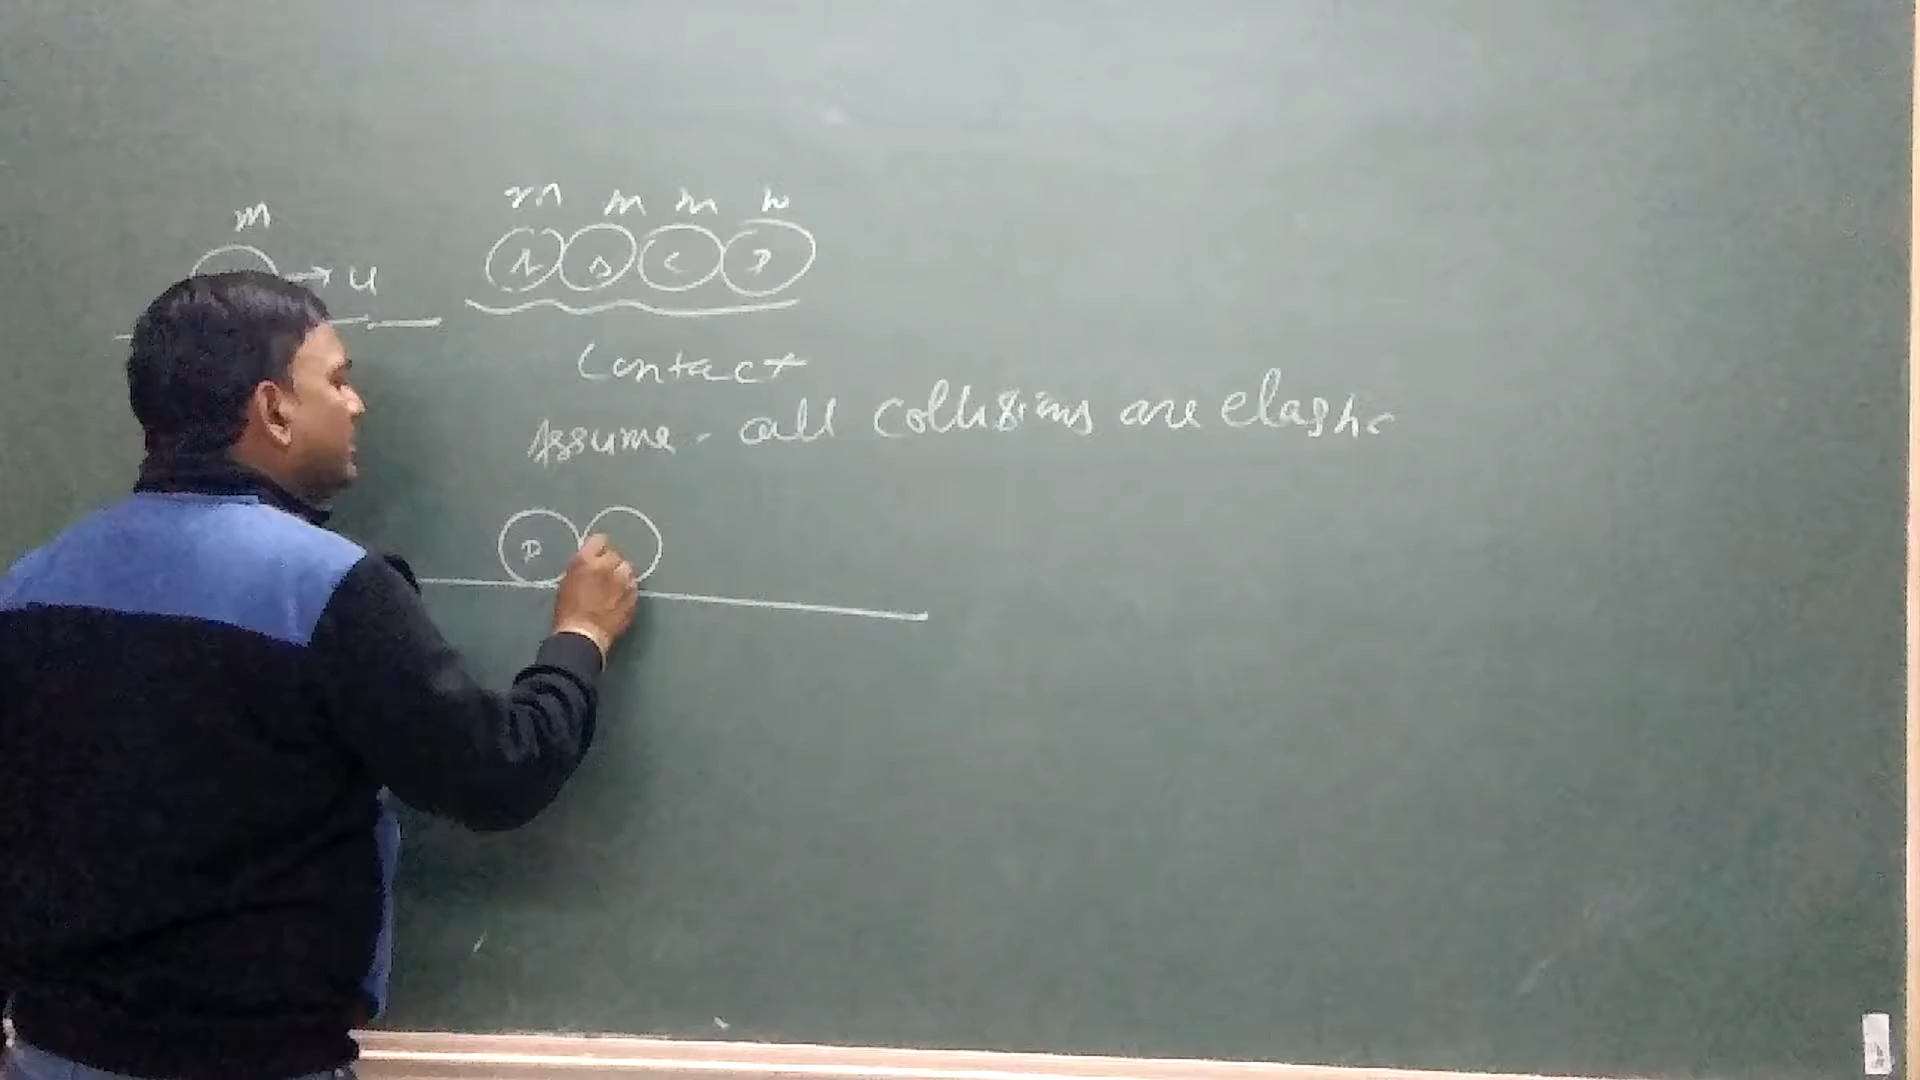 m m m m
m
A B C D
→ u
Contact
Assume - all collisions are elastic
D